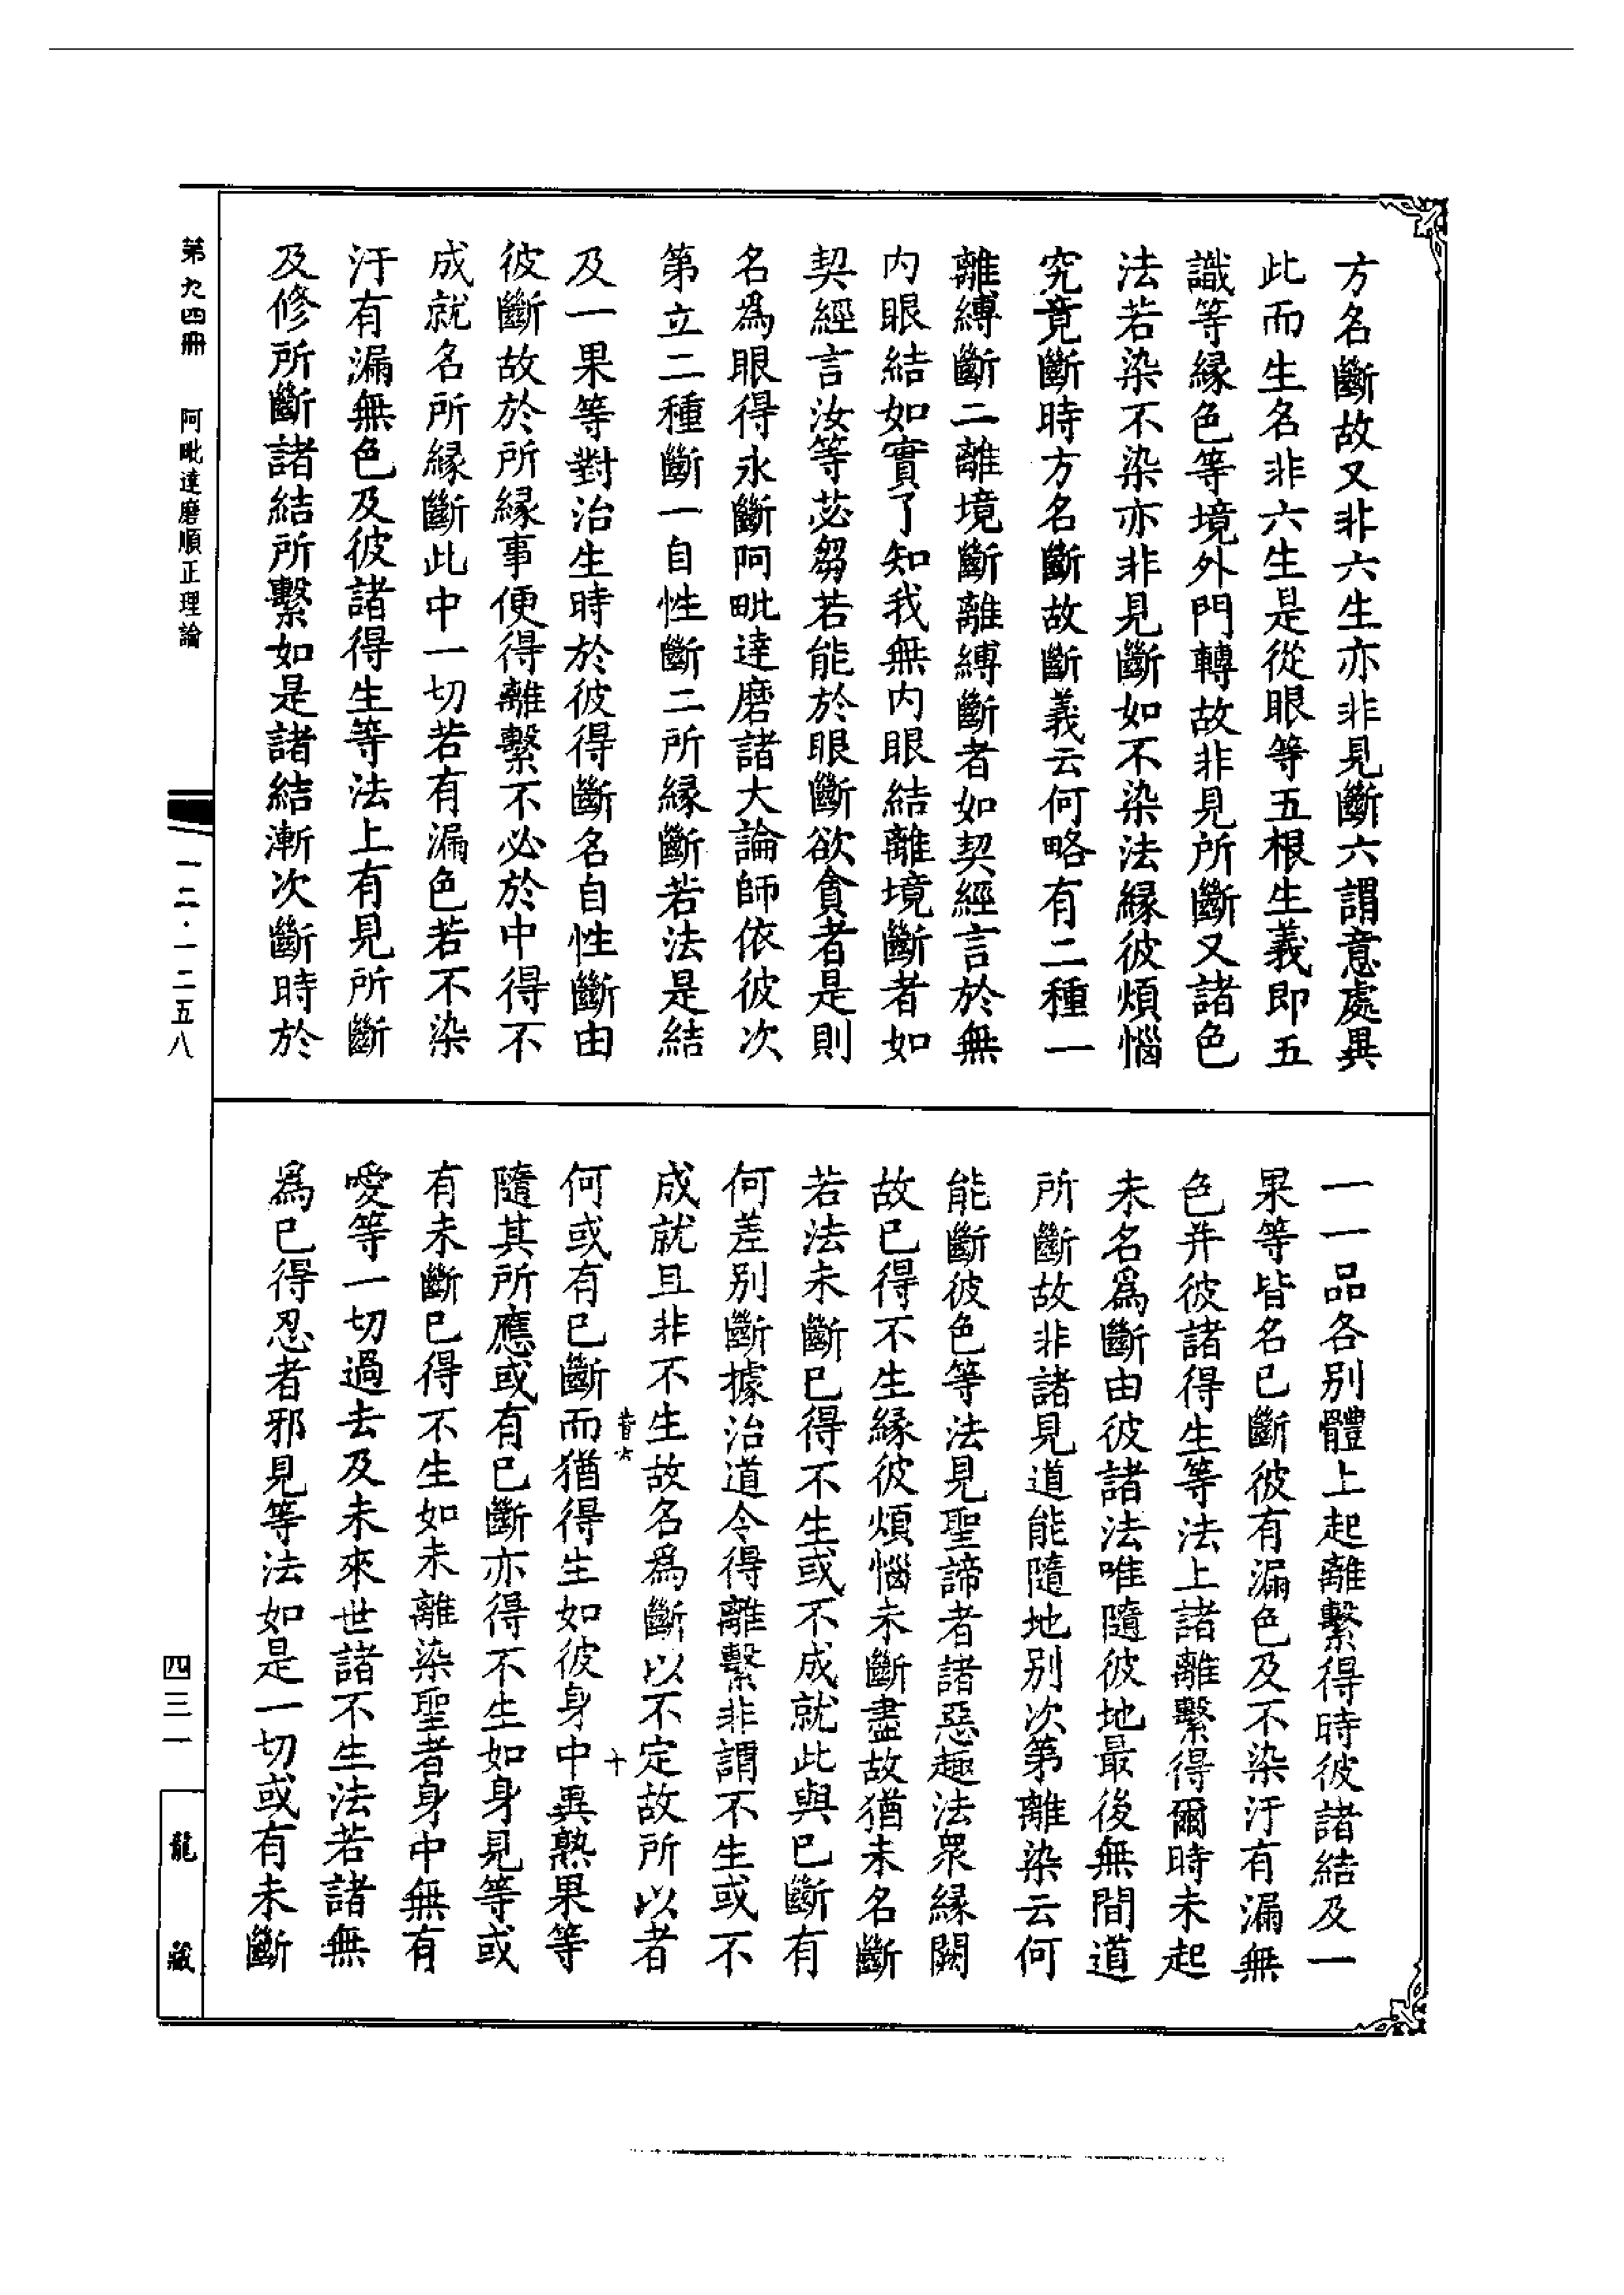 方名斷故又非六生亦非見斷六謂意處異
此而生名非六生是從眼等五根生義即五
識等緣色等境外門轉故非見所斷又諸色
法若染不染亦非見斷如不染法緣彼煩惱
究竟斷時方名斷故斷義云何略有二種一
離縛斷二離境斷離縛斷者如契經言於無
内眼結如實了知我無内眼結離境斷者如
契經言汝等苾芻若能於眼斷欲貪者是則
名為眼得永斷阿毗達磨諸大論師依彼次
第立二種斷一自性斷二所緣斷若法是結
及一果等對治生時於彼得斷名自性斷由
彼斷故於所緣事便得離繫不必於中得不
成就名所緣斷此中一切若有漏色若不染
汙有漏無色及彼諸得生等法上有見所斷
及修所斷諸結所繫如是諸結漸次斷時於
一一品各別體上起離繫得時彼諸結及一
果等皆名已斷彼有漏色及不染汙有漏無
色并彼諸得生等法上諸離繫得爾時未起
未名為斷由彼諸法唯隨彼地最後無間道
所斷故非諸見道能隨地別次第離染云何
能斷彼色等法見聖諦者諸惡趣法衆緣闕
故已得不生緣彼煩惱未斷盡故猶未名斷
若法未斷已得不生或不成就此與已斷有
何差別斷據治道令得離繫非謂不生或不
成就且非不生故名為斷以不定故所以者
何或有已斷而猶得生如彼身中異熟果等
隨其所應或有已斷亦得不生如身見等或
有未斷已得不生如未離染聖者身中無有
愛等一切過去及未來世諸不生法若諸無
為已得忍者邪見等法如是一切或有未斷
昔六
十
第九四冊　阿毗達磨順正理論
一二·一二五八
四三一
龍藏